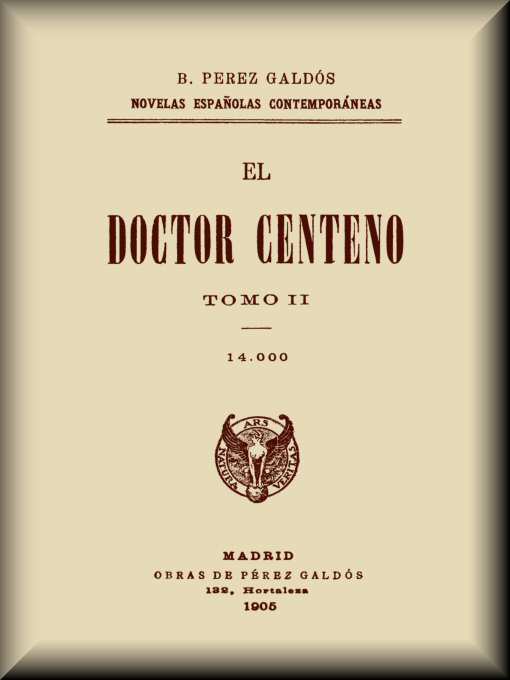 B. PEREZ GALDÓS
NOVELAS ESPAÑOLAS CONTEMPORÁNEAS
EL
DOCTOR CENTENO
TOMO II
14.000
ARS
NATURA
VERITAS
MADRID
OBRAS DE PÉREZ GALDÓS
132, Hortaleza
1905